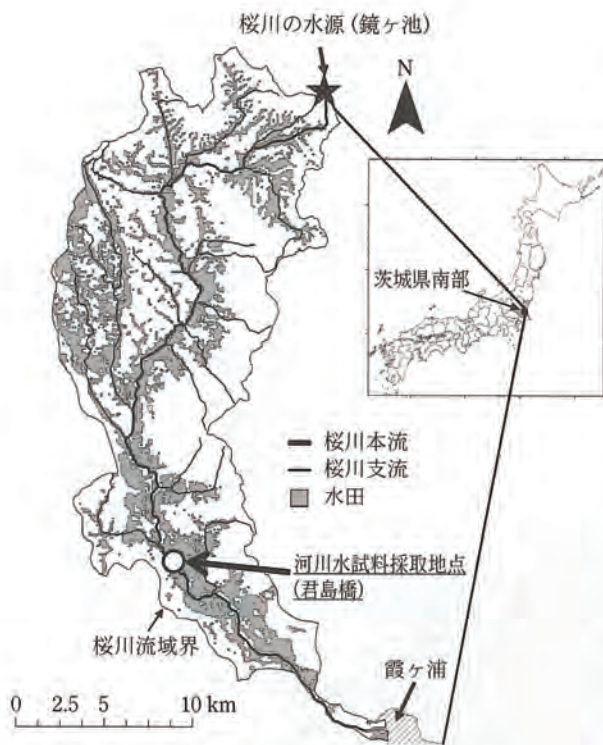 桜川の水源 (鏡ヶ池)
N
茨城県南部
桜川本流
桜川支流
水田
河川水試料採取地点
(君島橋)
桜川流域界
霞ヶ浦
0 2.5 5 10 km